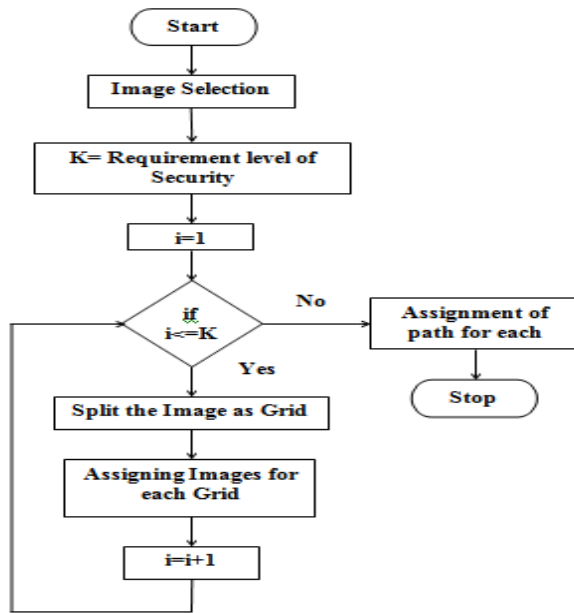 Start
Image Selection
K= Requirement level of
Security
i=1
if
i<=K
No
Yes
Assignment of
path for each
Stop
Split the Image as Grid
Assigning Images for
each Grid
i=i+1